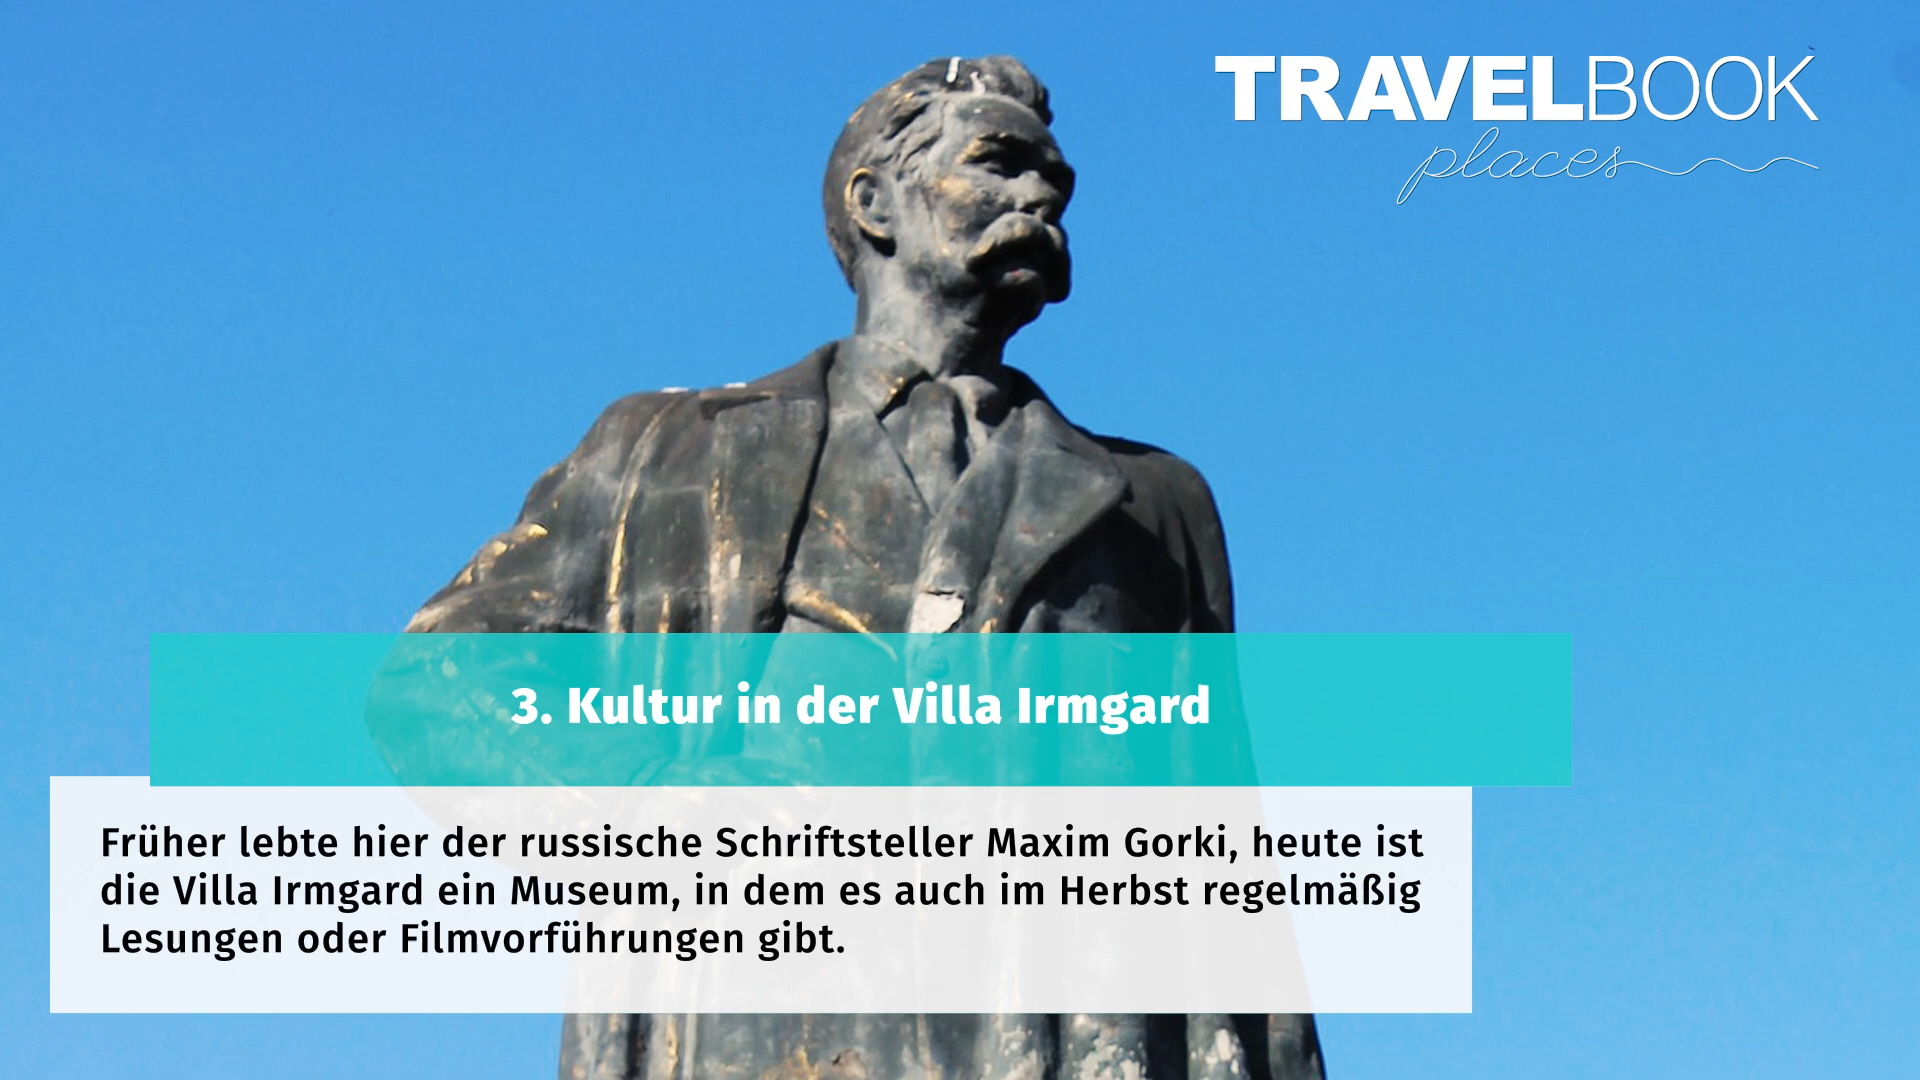 TRAVELBOOK
places
3. Kultur in der Villa Irmgard
Früher lebte hier der russische Schriftsteller Maxim Gorki, heute ist
die Villa Irmgard ein Museum, in dem es auch im Herbst regelmäßig
Lesungen oder Filmvorführungen gibt.